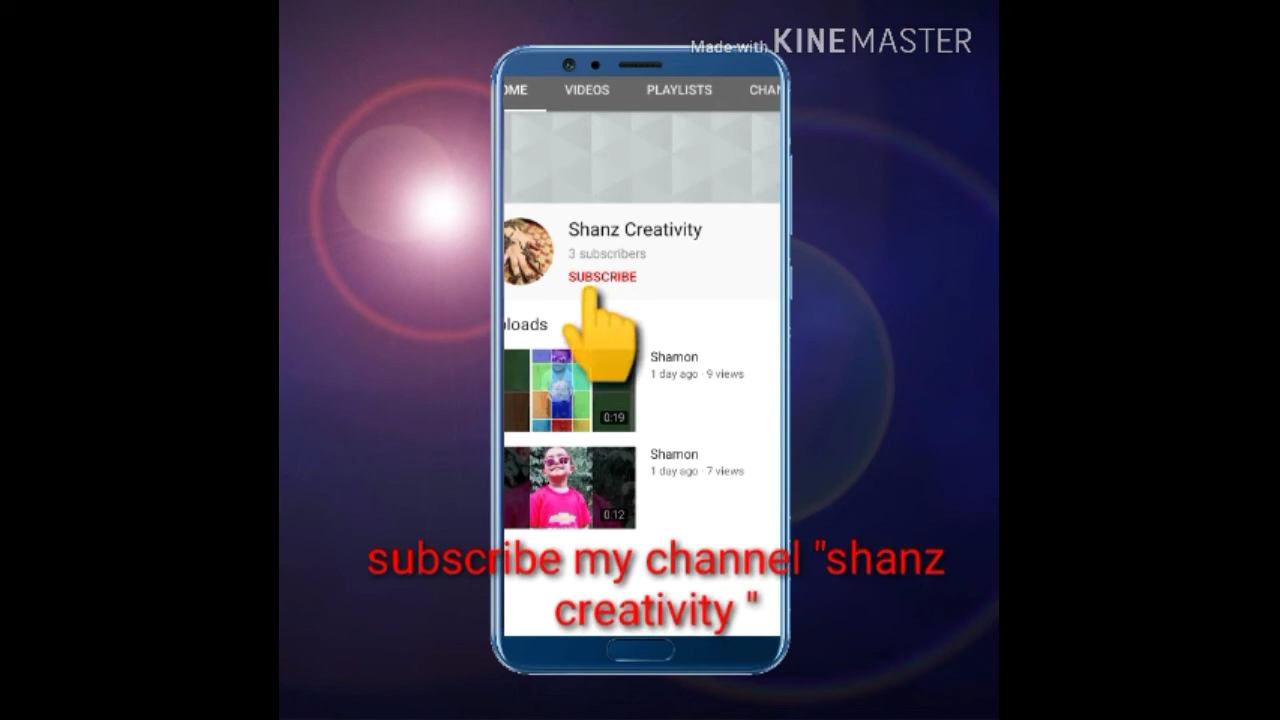 Made with KINEMASTER
OME VIDEOS PLAYLISTS CHAN
Shanz Creativity
3 subscribers
SUBSCRIBE
loads
Shamon
1 day ago · 9 views
0:19
Shamon
1 day ago · 7 views
0:12
subscribe my channel "shanz
creativity "